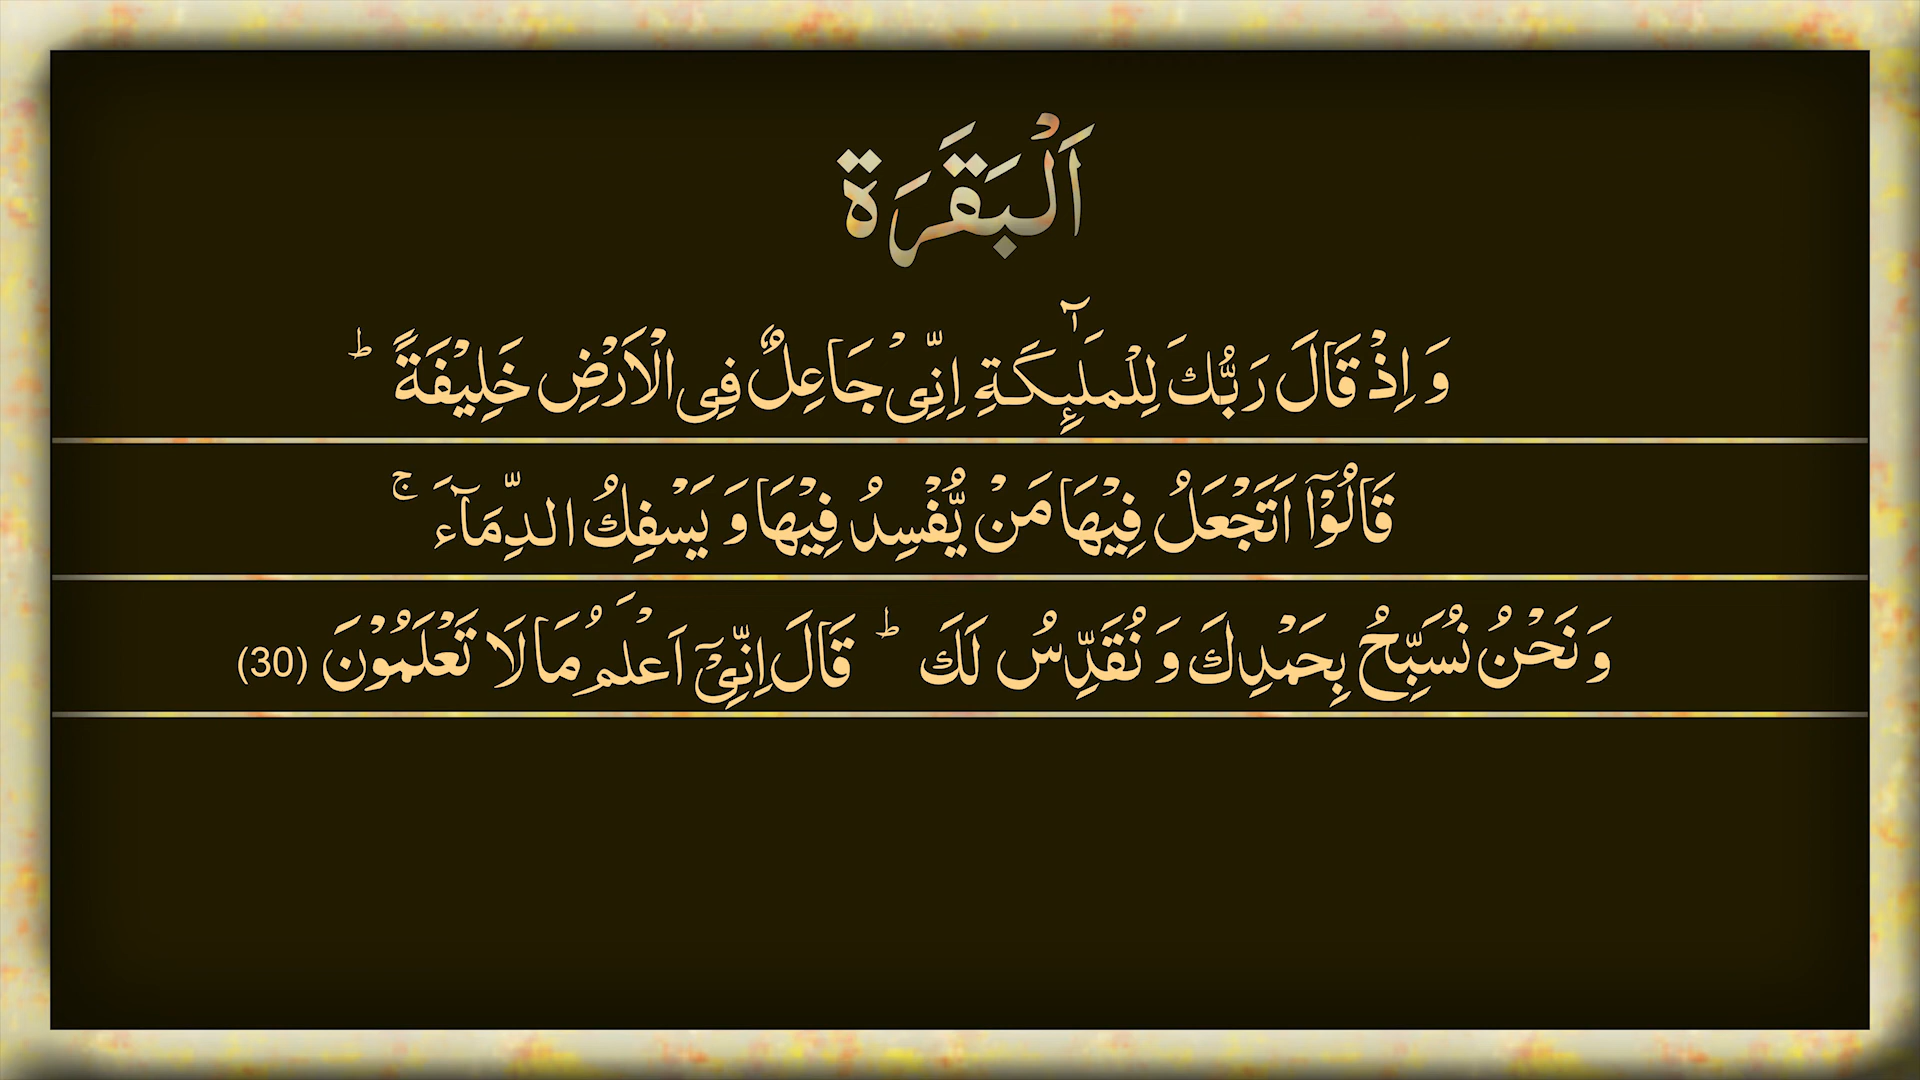 اَلْبَقَرَة
وَ اِذْ قَالَ رَبُّكَ لِلْمَلٰٓىِٕكَةِ اِنِّیْ جَاعِلٌ فِی الْاَرْضِ خَلِیْفَةًؕ
قَالُوْۤا اَتَجْعَلُ فِیْهَا مَنْ یُّفْسِدُ فِیْهَا وَ یَسْفِكُ الدِّمَآءَۚ
وَ نَحْنُ نُسَبِّحُ بِحَمْدِكَ وَ نُقَدِّسُ لَكَؕ قَالَ اِنِّیْۤ اَعْلَمُ مَا لَا تَعْلَمُوْنَ (30)